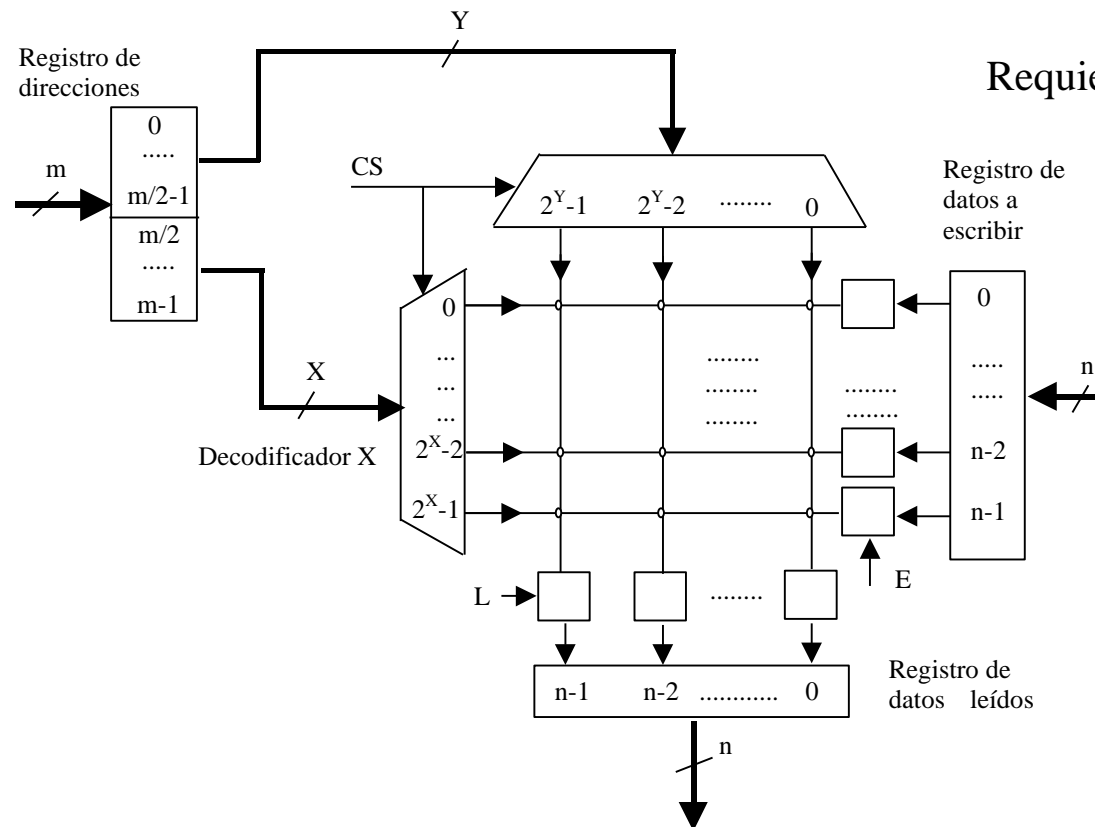 Y
Registro de
direcciones
Requie
0
.....
m/2-1
m/2
.....
m-1
m
CS
2^Y-1 2^Y-2 ........ 0
Registro de
datos a
escribir
0
...
...
...
2^X-2
2^X-1
X
Decodificador X
........
........
........
........
........
0
.....
.....
n-2
n-1
n
L
........
E
n-1 n-2 ............ 0
Registro de
datos leídos
n